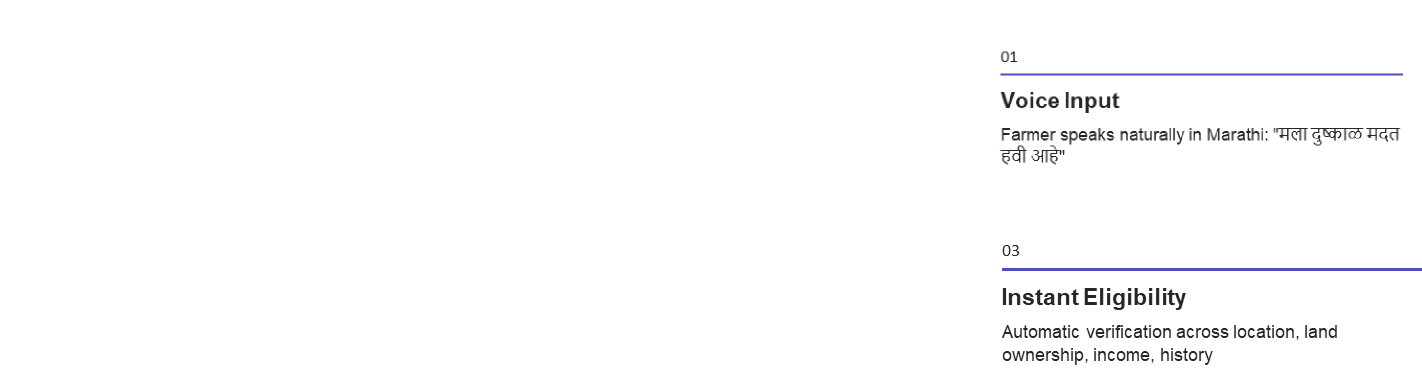 01
Voice Input
Farmer speaks naturally in Marathi: "मला दुष्काळ मदत
हवी आहे"
03
Instant Eligibility
Automatic verification across location, land
ownership, income, history